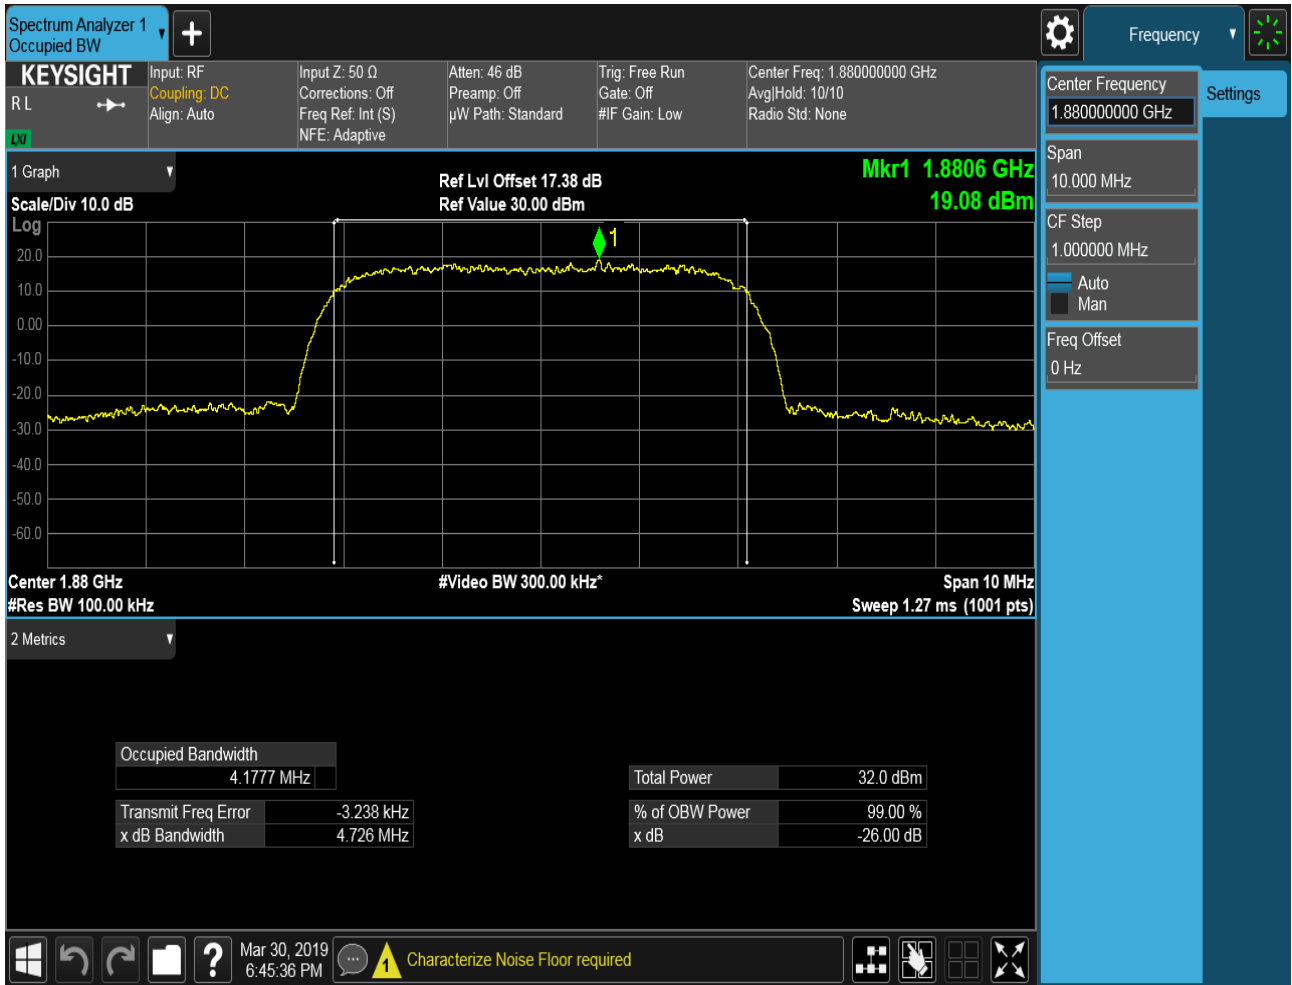 Spectrum Analyzer 1
Occupied BW
Frequency
KEYSIGHT
R L
LXI
Input: RF
Coupling: DC
Align: Auto
Input Z: 50 Ω
Corrections: Off
Freq Ref: Int (S)
NFE: Adaptive
Atten: 46 dB
Preamp: Off
µW Path: Standard
Trig: Free Run
Gate: Off
#IF Gain: Low
Center Freq: 1.880000000 GHz
Avg|Hold: 10/10
Radio Std: None
Center Frequency
1.880000000 GHz
Settings
Span
10.000 MHz
CF Step
1.000000 MHz
Auto
Man
Freq Offset
0 Hz
1 Graph
Scale/Div 10.0 dB
Ref Lvl Offset 17.38 dB
Ref Value 30.00 dBm
Mkr1 1.8806 GHz
19.08 dBm
Log
1
20.0
10.0
0.00
-10.0
-20.0
-30.0
-40.0
-50.0
-60.0
Center 1.88 GHz
#Video BW 300.00 kHz*
Span 10 MHz
#Res BW 100.00 kHz
Sweep 1.27 ms (1001 pts)
2 Metrics
Occupied Bandwidth
4.1777 MHz
Total Power 32.0 dBm
Transmit Freq Error -3.238 kHz
% of OBW Power 99.00 %
x dB Bandwidth 4.726 MHz
x dB -26.00 dB
?
Mar 30, 2019
6:45:36 PM
1
Characterize Noise Floor required